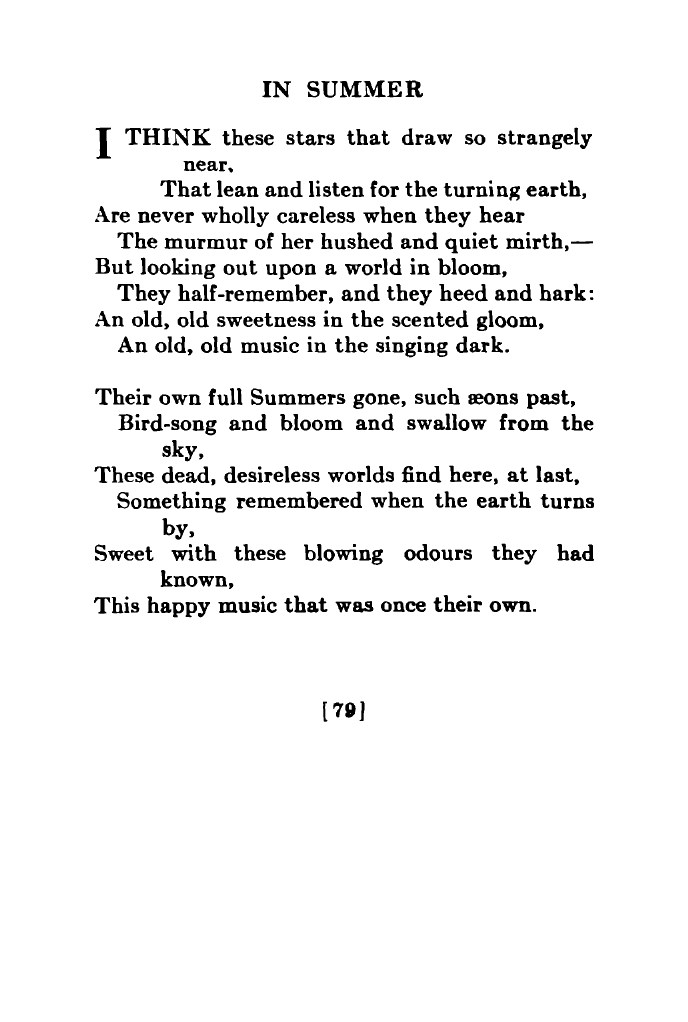 IN SUMMER
I THINK these stars that draw so strangely
near,
That lean and listen for the turning earth,
Are never wholly careless when they hear
The murmur of her hushed and quiet mirth,—
But looking out upon a world in bloom,
They half-remember, and they heed and hark:
An old, old sweetness in the scented gloom,
An old, old music in the singing dark.
Their own full Summers gone, such æons past,
Bird-song and bloom and swallow from the
sky,
These dead, desireless worlds find here, at last,
Something remembered when the earth turns
by,
Sweet with these blowing odours they had
known,
This happy music that was once their own.
[79]